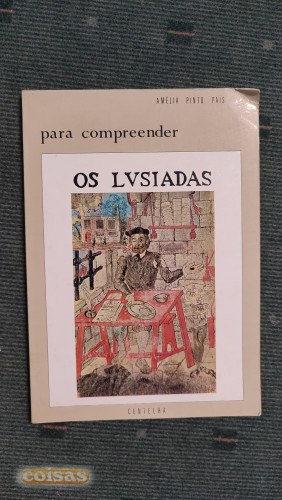 AMÉLIA PINTO PAIS
para compreender
OS LVSIADAS
CENTELHA
coisas